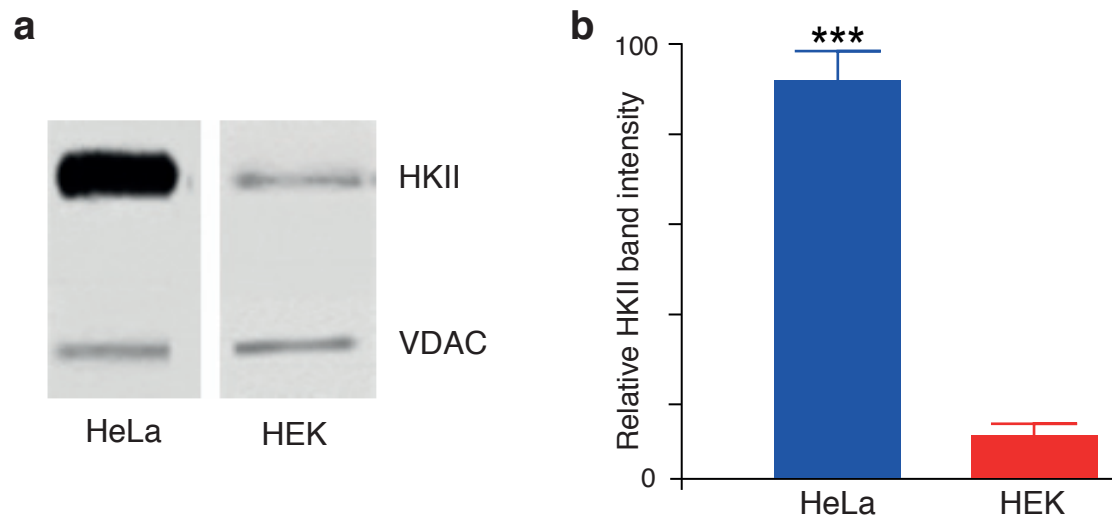 a
HKII
VDAC
HeLa HEK
b
***
100
Relative HKII band intensity
0
HeLa HEK